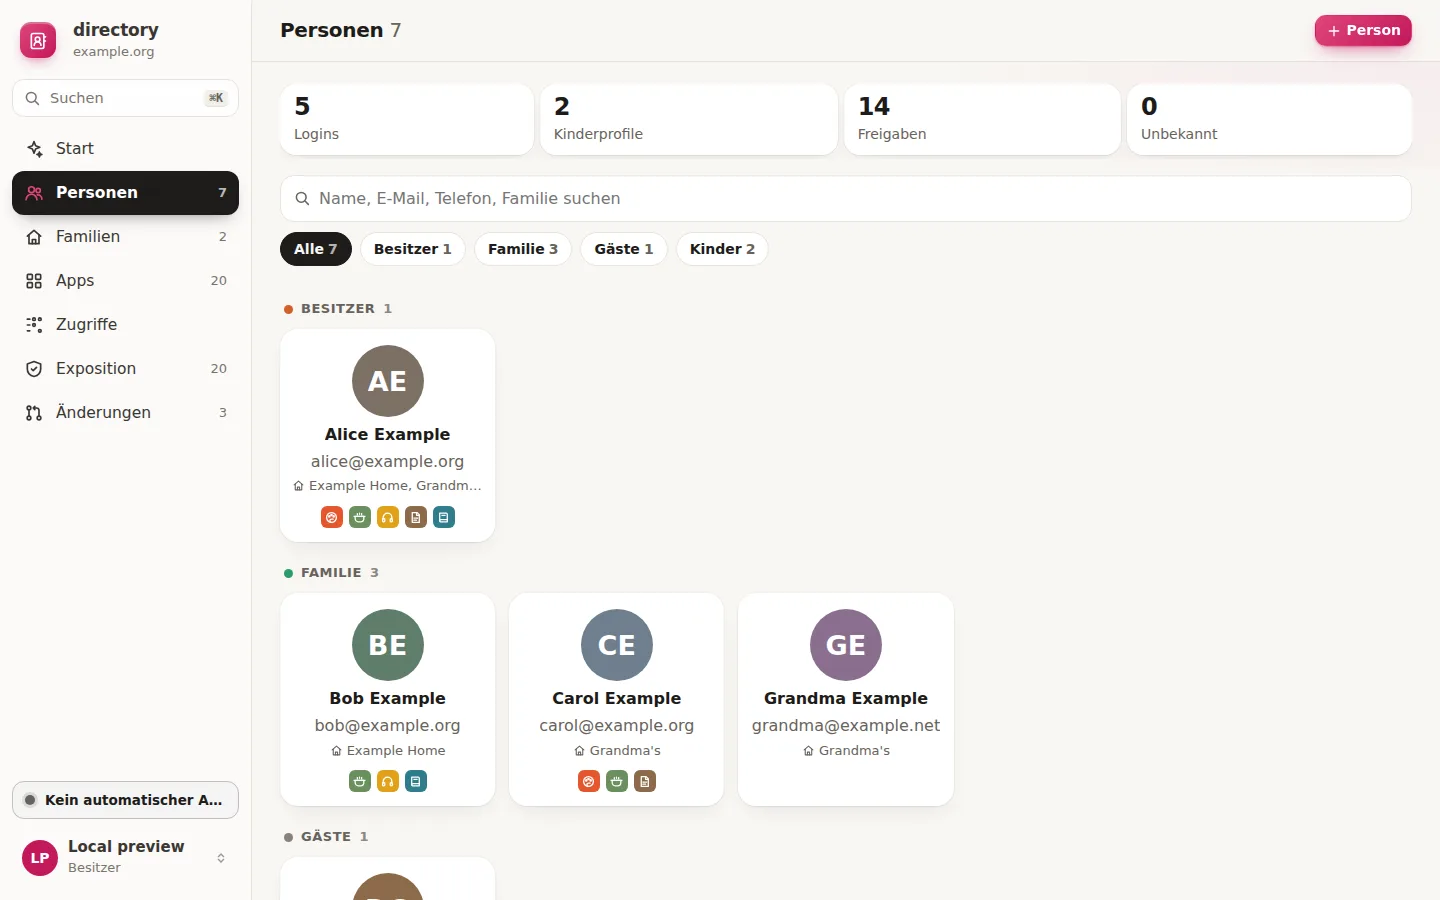 directory
example.org
Suchen
⌘K
Start
Personen 7
Familien 2
Apps 20
Zugriffe
Exposition 20
Änderungen 3
Kein automatischer A…
LP
Local preview
Besitzer
Personen 7
+ Person
5
Logins
2
Kinderprofile
14
Freigaben
0
Unbekannt
Name, E-Mail, Telefon, Familie suchen
Alle 7
Besitzer 1
Familie 3
Gäste 1
Kinder 2
BESITZER 1
AE
Alice Example
alice@example.org
Example Home, Grandm…
FAMILIE 3
BE
Bob Example
bob@example.org
Example Home
CE
Carol Example
carol@example.org
Grandma's
GE
Grandma Example
grandma@example.net
Grandma's
GÄSTE 1